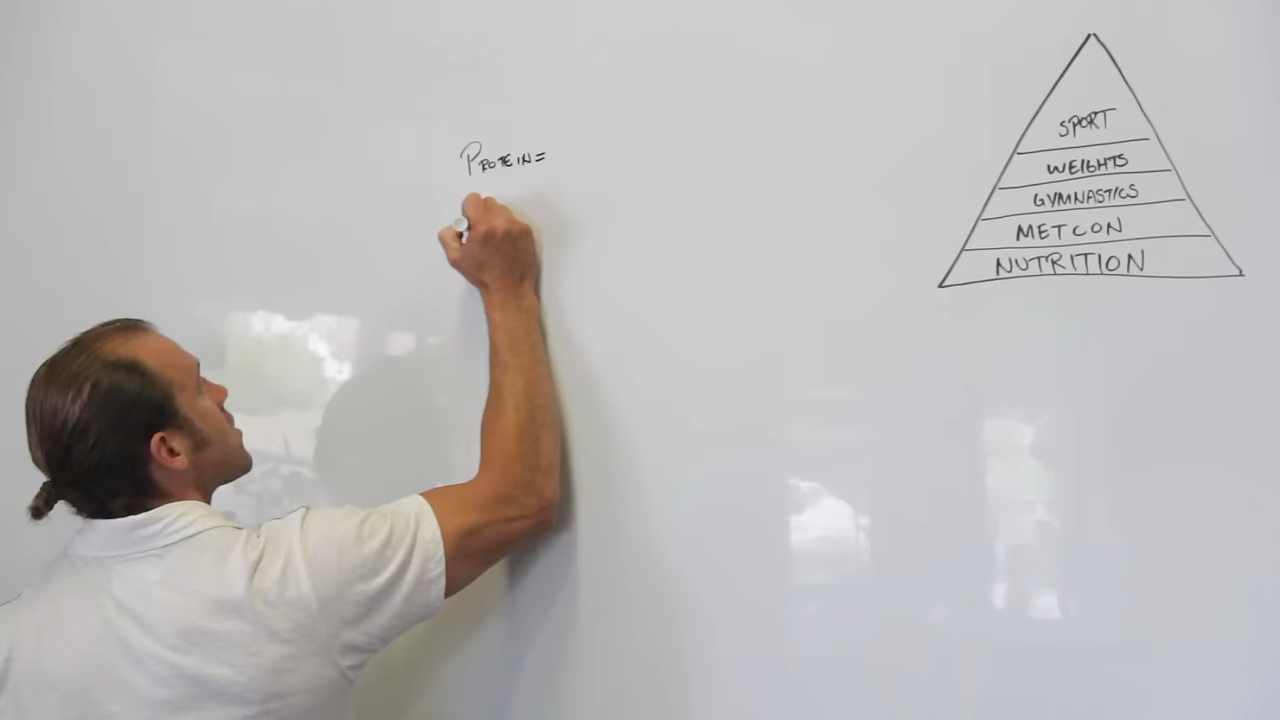 PROTEIN=
SPORT
WEIGHTS
GYMNASTICS
METCON
NUTRITION